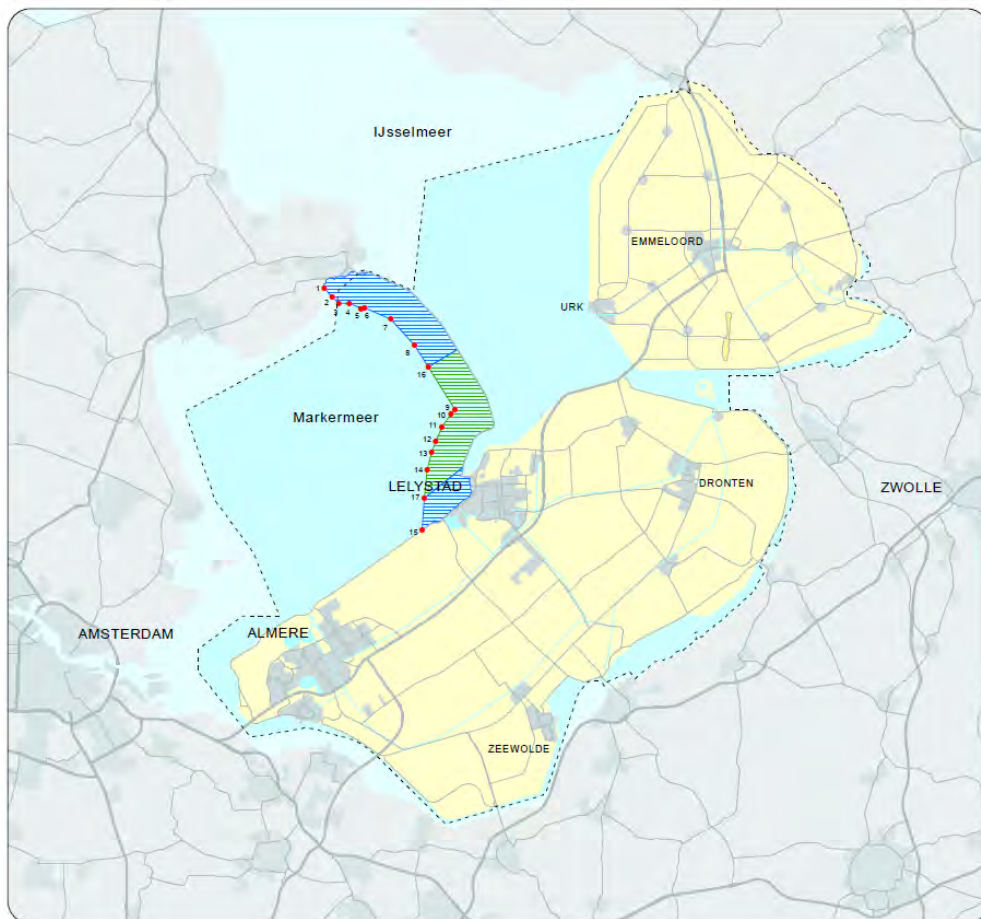 IJsselmeer
EMMELOORD
1
2
3
4
5
6
URK
7
8
16
9
10
Markermeer
11
12
13
14
LELYSTAD
DRONTEN
ZWOLLE
17
15
AMSTERDAM
ALMERE
ZEEWOLDE